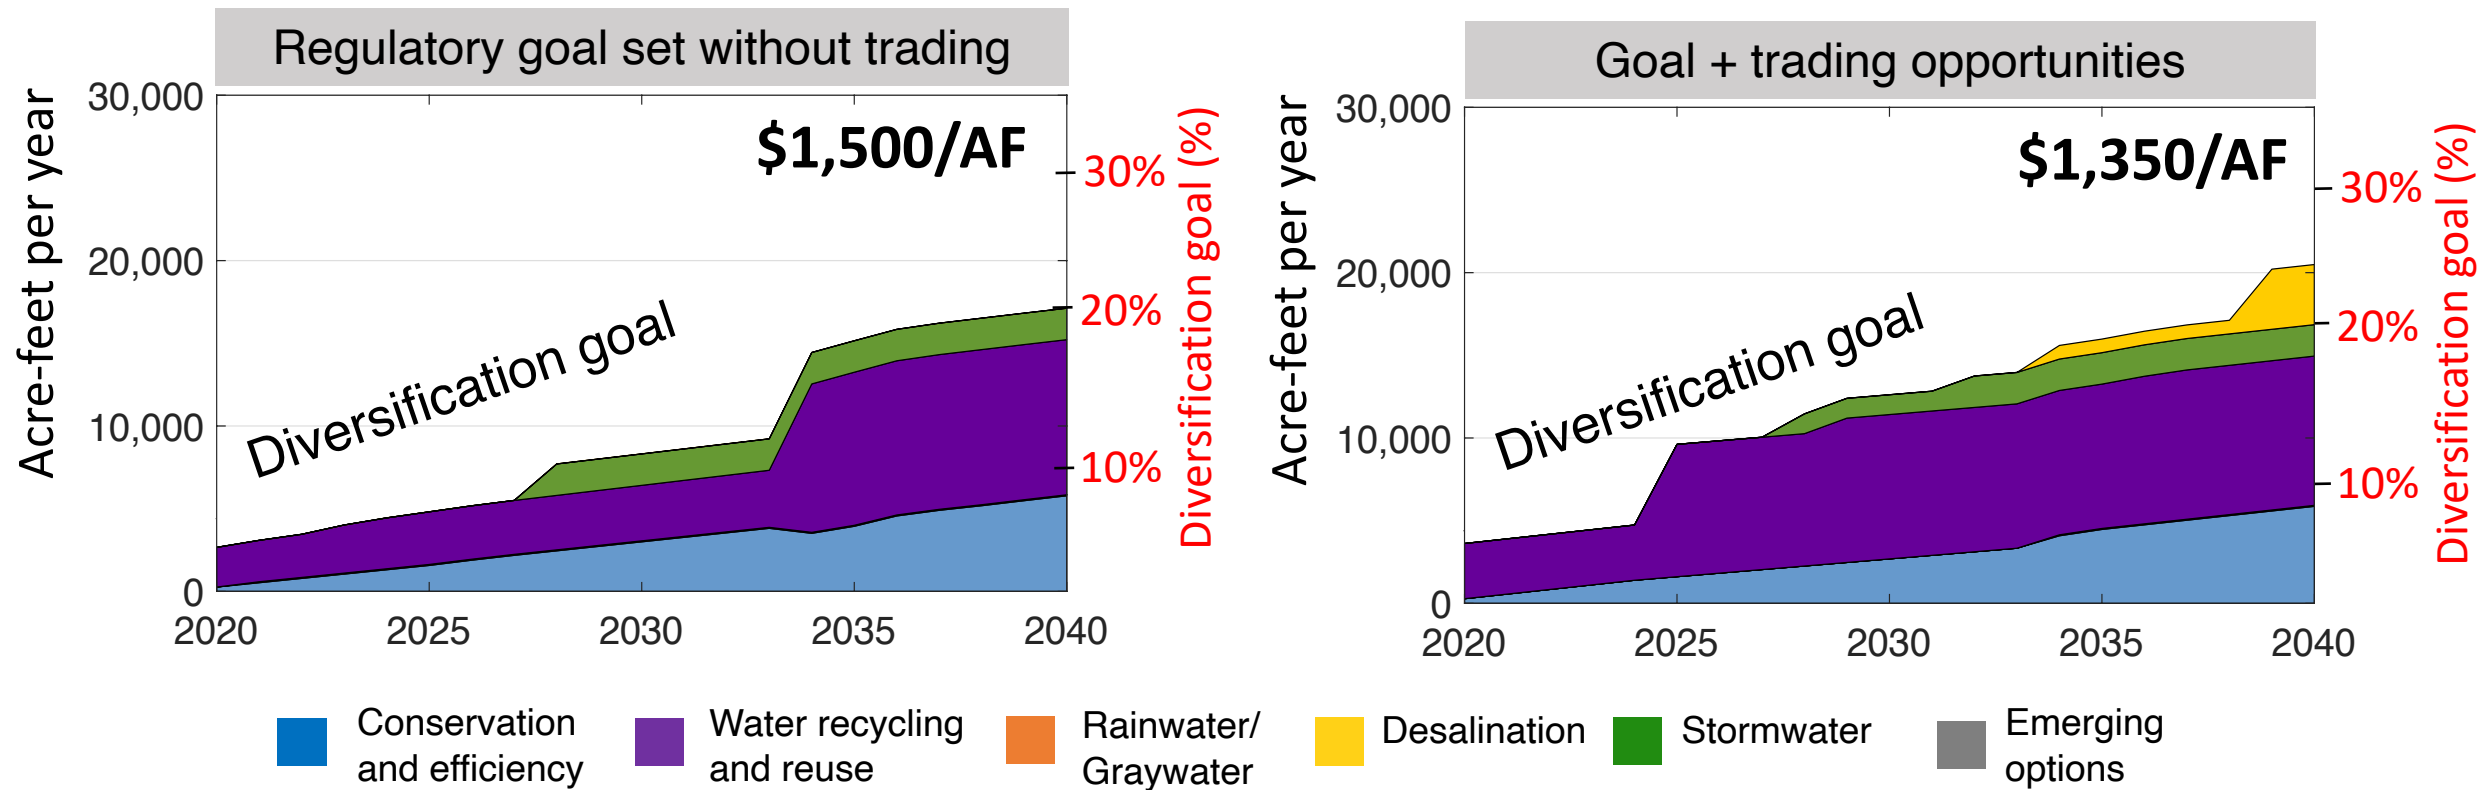 Regulatory goal set without trading
Acre-feet per year
30,000
20,000
10,000
0
$1,500/AF
Diversification goal
30%
20%
10%
Diversification goal (%)
2020
2025
2030
2035
2040
Goal + trading opportunities
Acre-feet per year
30,000
20,000
10,000
0
$1,350/AF
Diversification goal
30%
20%
10%
Diversification goal (%)
2020
2025
2030
2035
2040
Conservation
and efficiency
Water recycling
and reuse
Rainwater/
Graywater
Desalination
Stormwater
Emerging
options